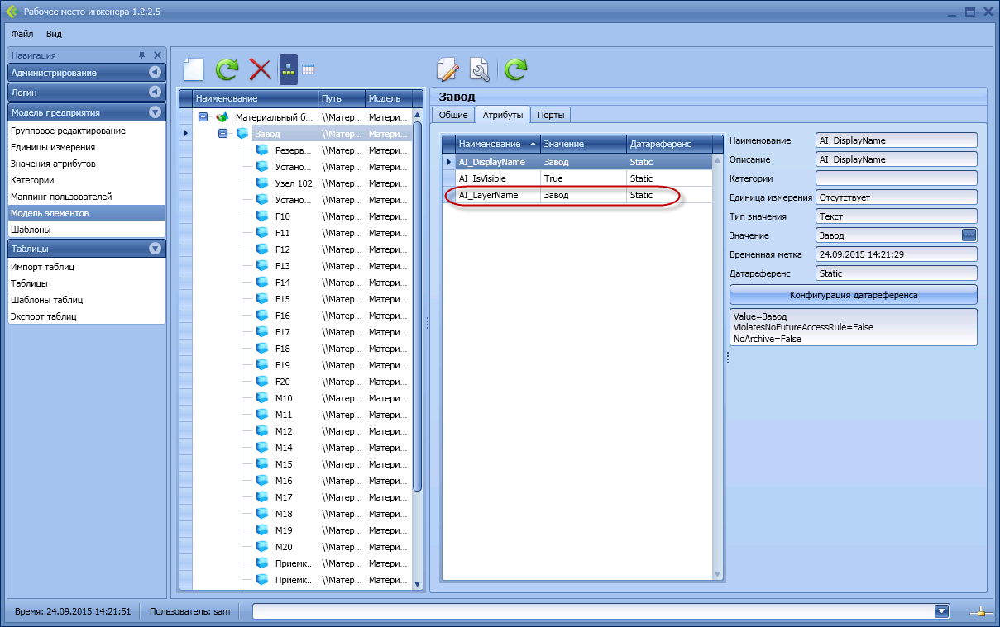 Рабочее место инженера 1.2.2.5
Файл Вид
Навигация
Администрирование
Логин
Модель предприятия
Групповое редактирование
Единицы измерения
Значения атрибутов
Категории
Маппинг пользователей
Модель элементов
Шаблоны
Таблицы
Импорт таблиц
Таблицы
Шаблоны таблиц
Экспорт таблиц
Наименование Путь Модель
Материальный б... \\Матер... Матери...
Завод \\Матер... Матери...
Резерв... \\Матер... Матери...
Устано... \\Матер... Матери...
Узел 102 \\Матер... Матери...
Устано... \\Матер... Матери...
F10 \\Матер... Матери...
F11 \\Матер... Матери...
F12 \\Матер... Матери...
F13 \\Матер... Матери...
F14 \\Матер... Матери...
F15 \\Матер... Матери...
F16 \\Матер... Матери...
F17 \\Матер... Матери...
F18 \\Матер... Матери...
F19 \\Матер... Матери...
F20 \\Матер... Матери...
M10 \\Матер... Матери...
M11 \\Матер... Матери...
M12 \\Матер... Матери...
M14 \\Матер... Матери...
M15 \\Матер... Матери...
M16 \\Матер... Матери...
M17 \\Матер... Матери...
M18 \\Матер... Матери...
M19 \\Матер... Матери...
M20 \\Матер... Матери...
Приемк... \\Матер... Матери...
Приемк... \\Матер... Матери...
Завод
Общие Атрибуты Порты
Наименование Значение Датареференс
AI_DisplayName Завод Static
AI_IsVisible True Static
AI_LayerName Завод Static
Наименование AI_DisplayName
Описание AI_DisplayName
Категории
Единица измерения Отсутствует
Тип значения Текст
Значение Завод
Временная метка 24.09.2015 14:21:29
Датареференс Static
Конфигурация датареференса
Value=Завод
ViolatesNoFutureAccessRule=False
NoArchive=False
Время: 24.09.2015 14:21:51 Пользователь: sam